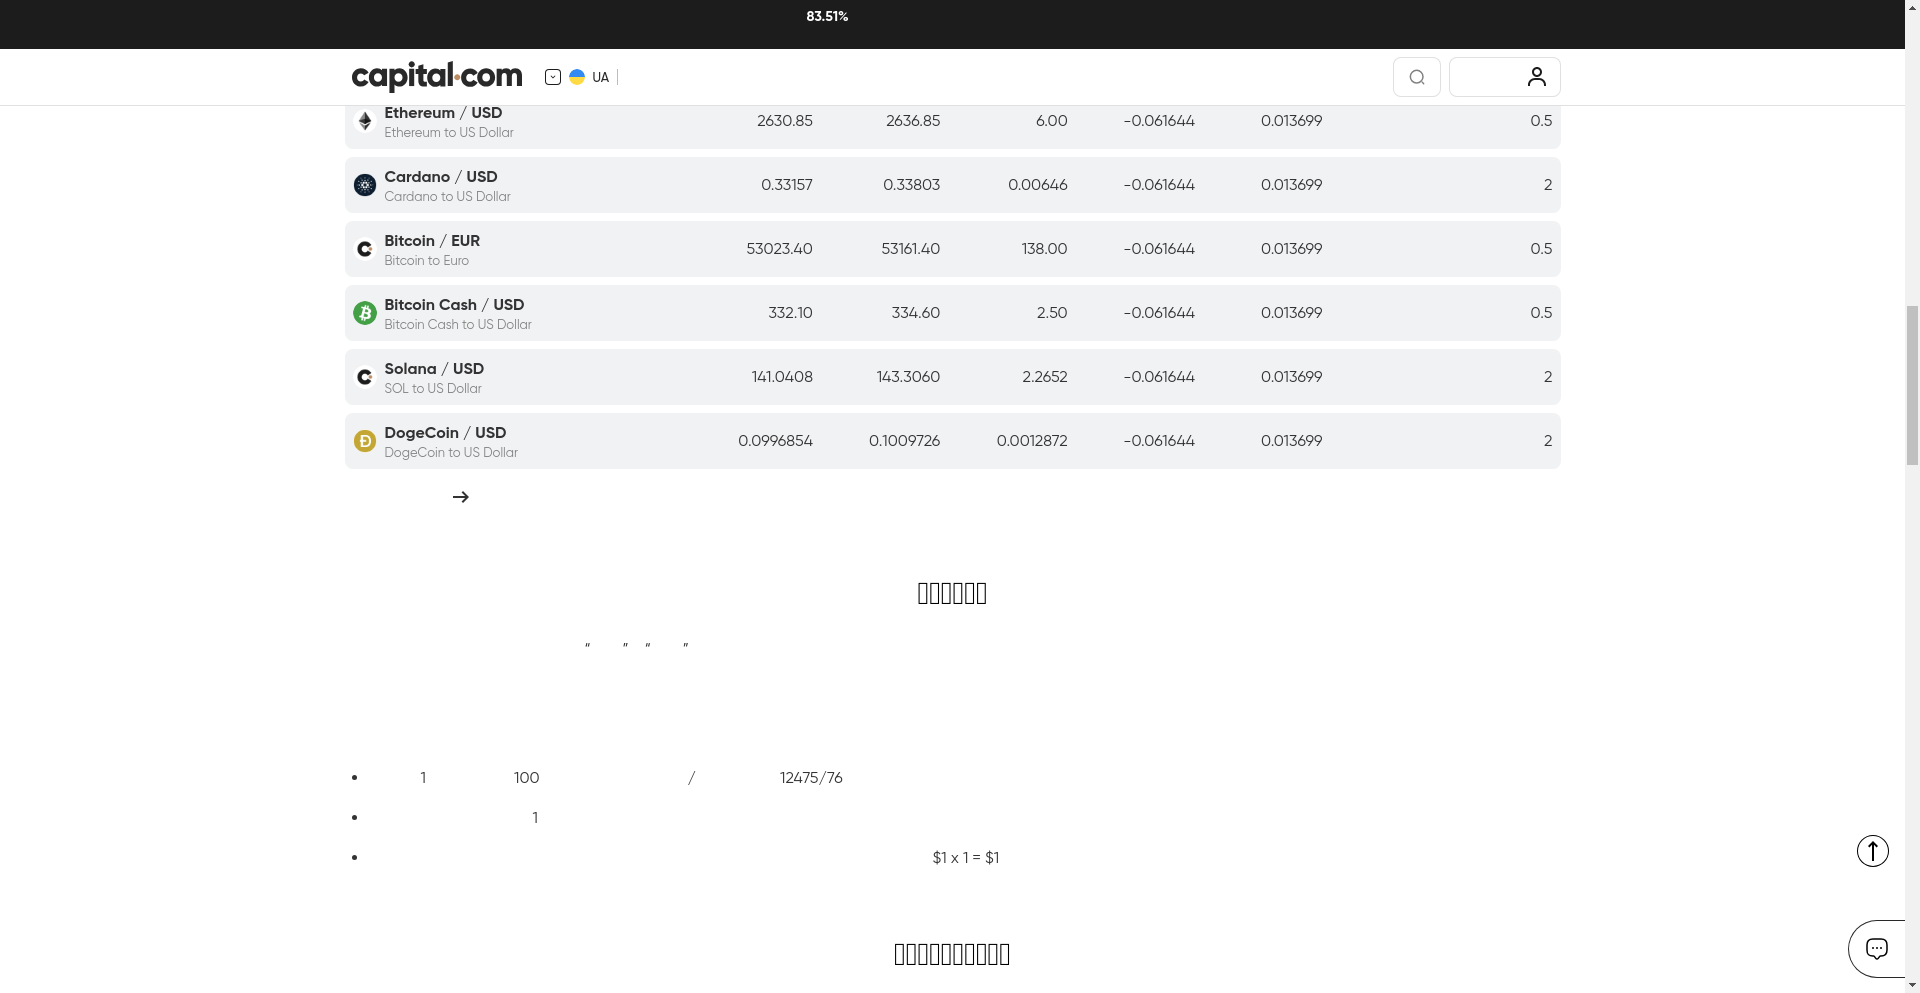 83.51%
capital.com UA
Ethereum / USD 2630.85 2636.85 6.00 -0.061644 0.013699 0.5
Ethereum to US Dollar
Cardano / USD 0.33157 0.33803 0.00646 -0.061644 0.013699 2
Cardano to US Dollar
Bitcoin / EUR 53023.40 53161.40 138.00 -0.061644 0.013699 0.5
Bitcoin to Euro
Bitcoin Cash / USD 332.10 334.60 2.50 -0.061644 0.013699 0.5
Bitcoin Cash to US Dollar
Solana / USD 141.0408 143.3060 2.2652 -0.061644 0.013699 2
SOL to US Dollar
DogeCoin / USD 0.0996854 0.1009726 0.0012872 -0.061644 0.013699 2
DogeCoin to US Dollar
“ ” “ ”
1 100 / 12475/76
1
$1 x 1 = $1